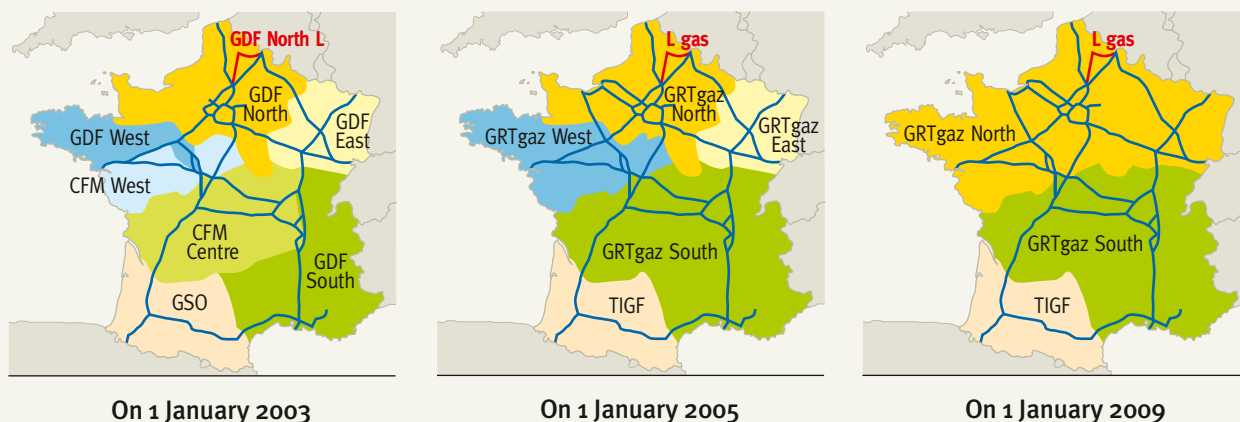 GDF North L
GDF
North
GDF
East
GDF West
CFM West
CFM
Centre
GDF
South
GSO
On 1 January 2003
L gas
GRTgaz
North
GRTgaz
East
GRTgaz West
GRTgaz South
TIGF
On 1 January 2005
L gas
GRTgaz North
GRTgaz South
TIGF
On 1 January 2009